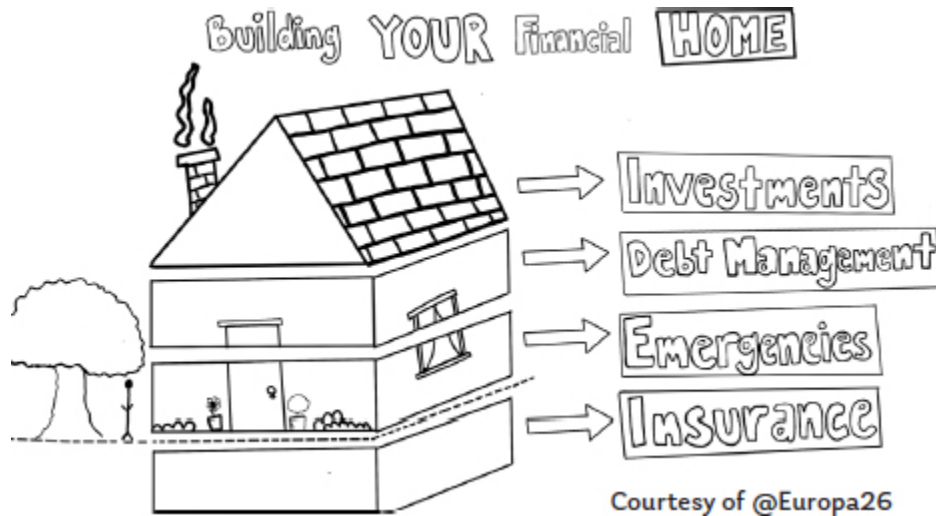 Building YOUR Financial HOME
Investments
Debt Management
Emergencies
Insurance
Courtesy of @Europa26